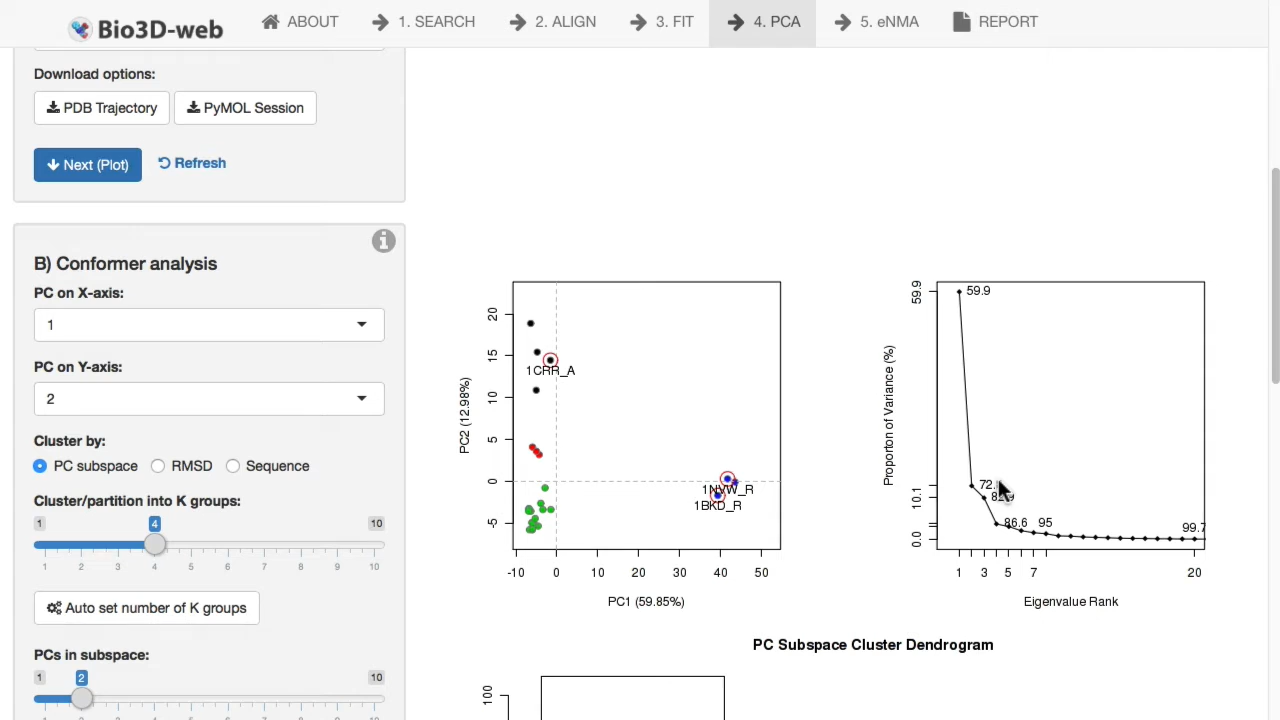 Bio3D-web
ABOUT
1. SEARCH
2. ALIGN
3. FIT
4. PCA
5. eNMA
REPORT
Download options:
PDB Trajectory
PyMOL Session
Next (Plot)
Refresh
B) Conformer analysis
PC on X-axis:
1
PC on Y-axis:
2
Cluster by:
PC subspace
RMSD
Sequence
Cluster/partition into K groups:
1 4 10
1 2 3 4 5 6 7 8 9 10
Auto set number of K groups
PCs in subspace:
1 2 10
PC2 (12.98%)
20
15
10
5
0
-5
1CRR_A
1NVW_R
1BKD_R
-10 0 10 20 30 40 50
PC1 (59.85%)
Proporton of Variance (%)
59.9
10.1
0.0
59.9
72.
86.6
95
99.7
1 3 5 7 20
Eigenvalue Rank
PC Subspace Cluster Dendrogram
100